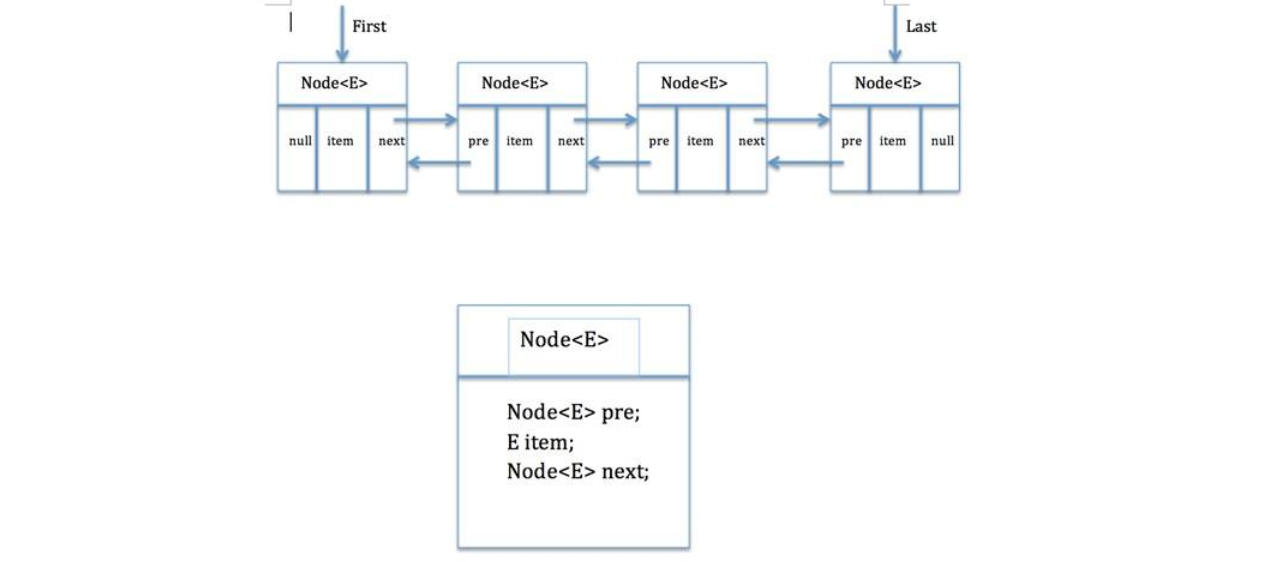 First
Last
Node<E>
Node<E>
Node<E>
Node<E>
null item next
pre item next
pre item next
pre item null
Node<E>
Node<E> pre;
E item;
Node<E> next;